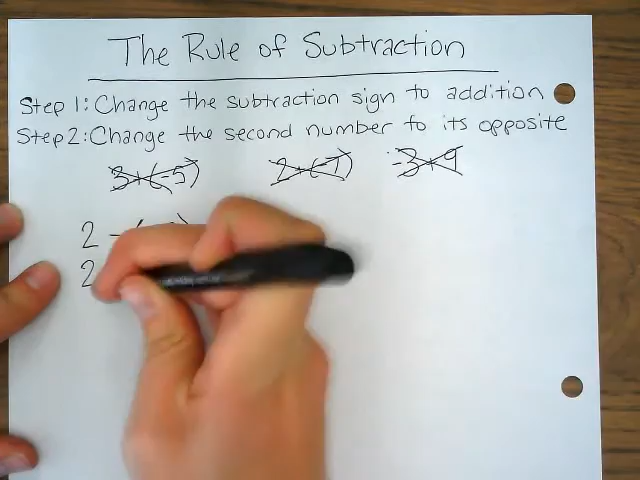 The Rule of Subtraction
Step 1: Change the subtraction sign to addition
Step 2: Change the second number to its opposite
3+(-5) 2+(-7) -3+9
2 -(
2